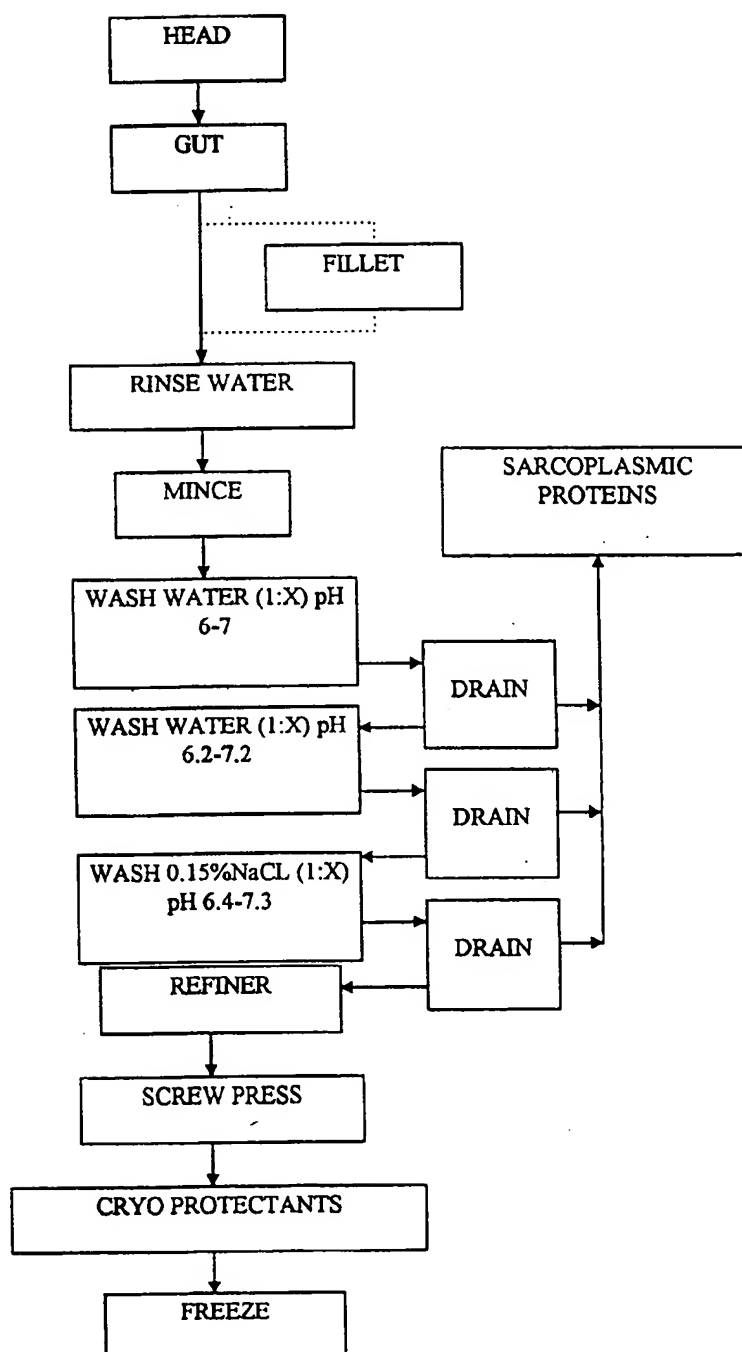 HEAD
GUT
FILLET
RINSE WATER
MINCE
SARCOPLASMIC
PROTEINS
WASH WATER (1:X) pH
6-7
DRAIN
WASH WATER (1:X) pH
6.2-7.2
DRAIN
WASH 0.15%NaCL (1:X)
pH 6.4-7.3
DRAIN
REFINER
SCREW PRESS
CRYO PROTECTANTS
FREEZE